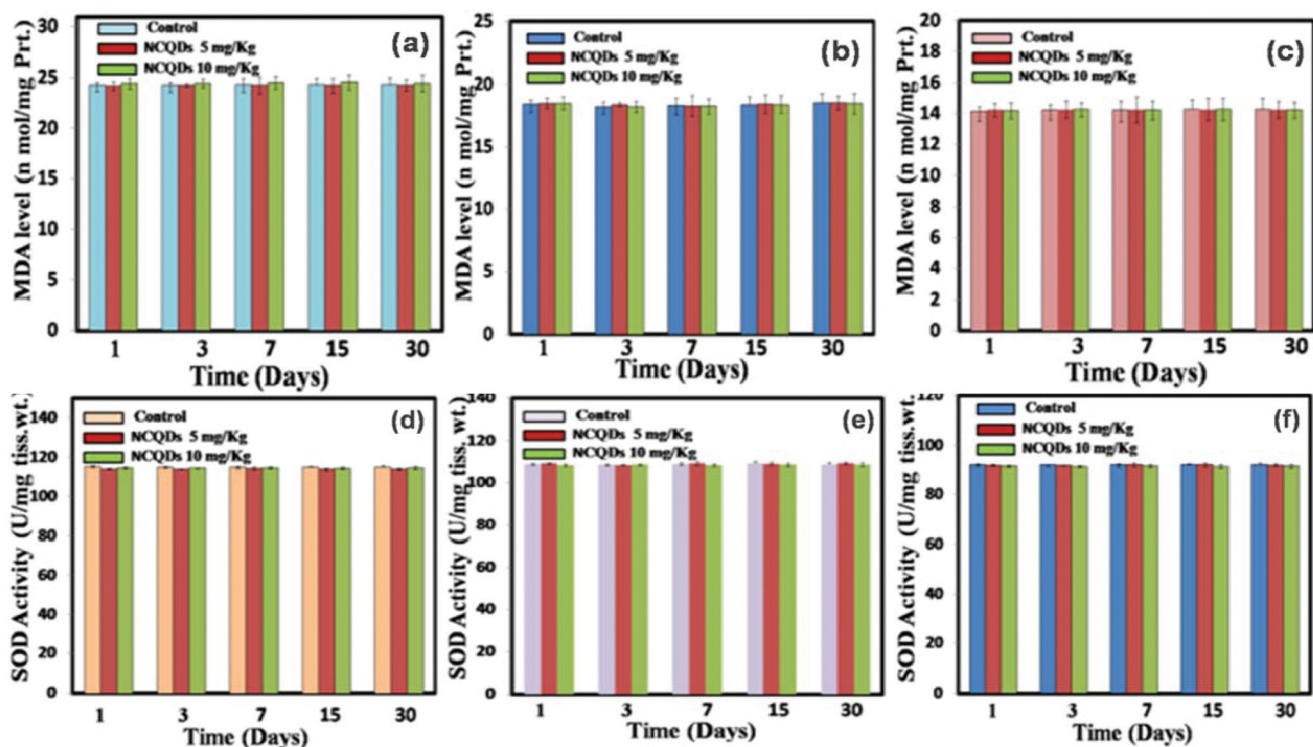 MDA level (n mol/mg Prt.)
30
25
20
15
10
5
0
Control
NCQDs 5 mg/Kg
NCQDs 10 mg/Kg
(a)
1 3 7 15 30
Time (Days)
MDA level (n mol/mg Prt.)
25
20
15
10
5
0
Control
NCQDs 5 mg/Kg
NCQDs 10 mg/Kg
(b)
1 3 7 15 30
Time (Days)
MDA level (n mol/mg Prt.)
20
18
16
14
12
10
8
6
4
2
0
Control
NCQDs 5 mg/Kg
NCQDs 10 mg/Kg
(c)
1 3 7 15 30
Time (Days)
SOD Activity (U/mg tiss.wt.)
140
120
100
80
60
40
20
0
Control
NCQDs 5 mg/Kg
NCQDs 10 mg/Kg
(d)
1 3 7 15 30
Time (Days)
SOD Activity (U/mg tiss.wt.)
140
120
100
80
60
40
20
0
Control
NCQDs 5 mg/Kg
NCQDs 10 mg/Kg
(e)
1 3 7 15 30
Time (Days)
SOD Activity (U/mg tiss.wt.)
120
100
80
60
40
20
0
Control
NCQDs 5 mg/Kg
NCQDs 10 mg/Kg
(f)
1 3 7 15 30
Time (Days)